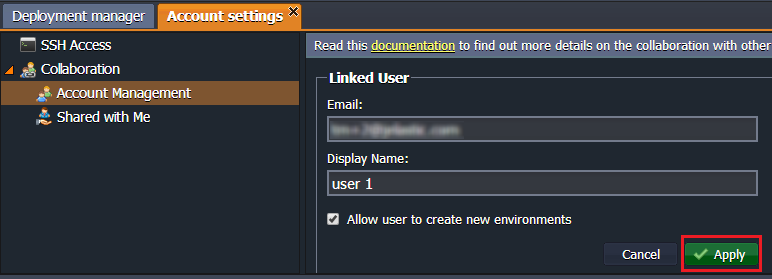 Deployment manager
Account settings
SSH Access
Collaboration
Account Management
Shared with Me
Read this documentation to find out more details on the collaboration with other
Linked User
Email:
Display Name:
user 1
Allow user to create new environments
Cancel
Apply